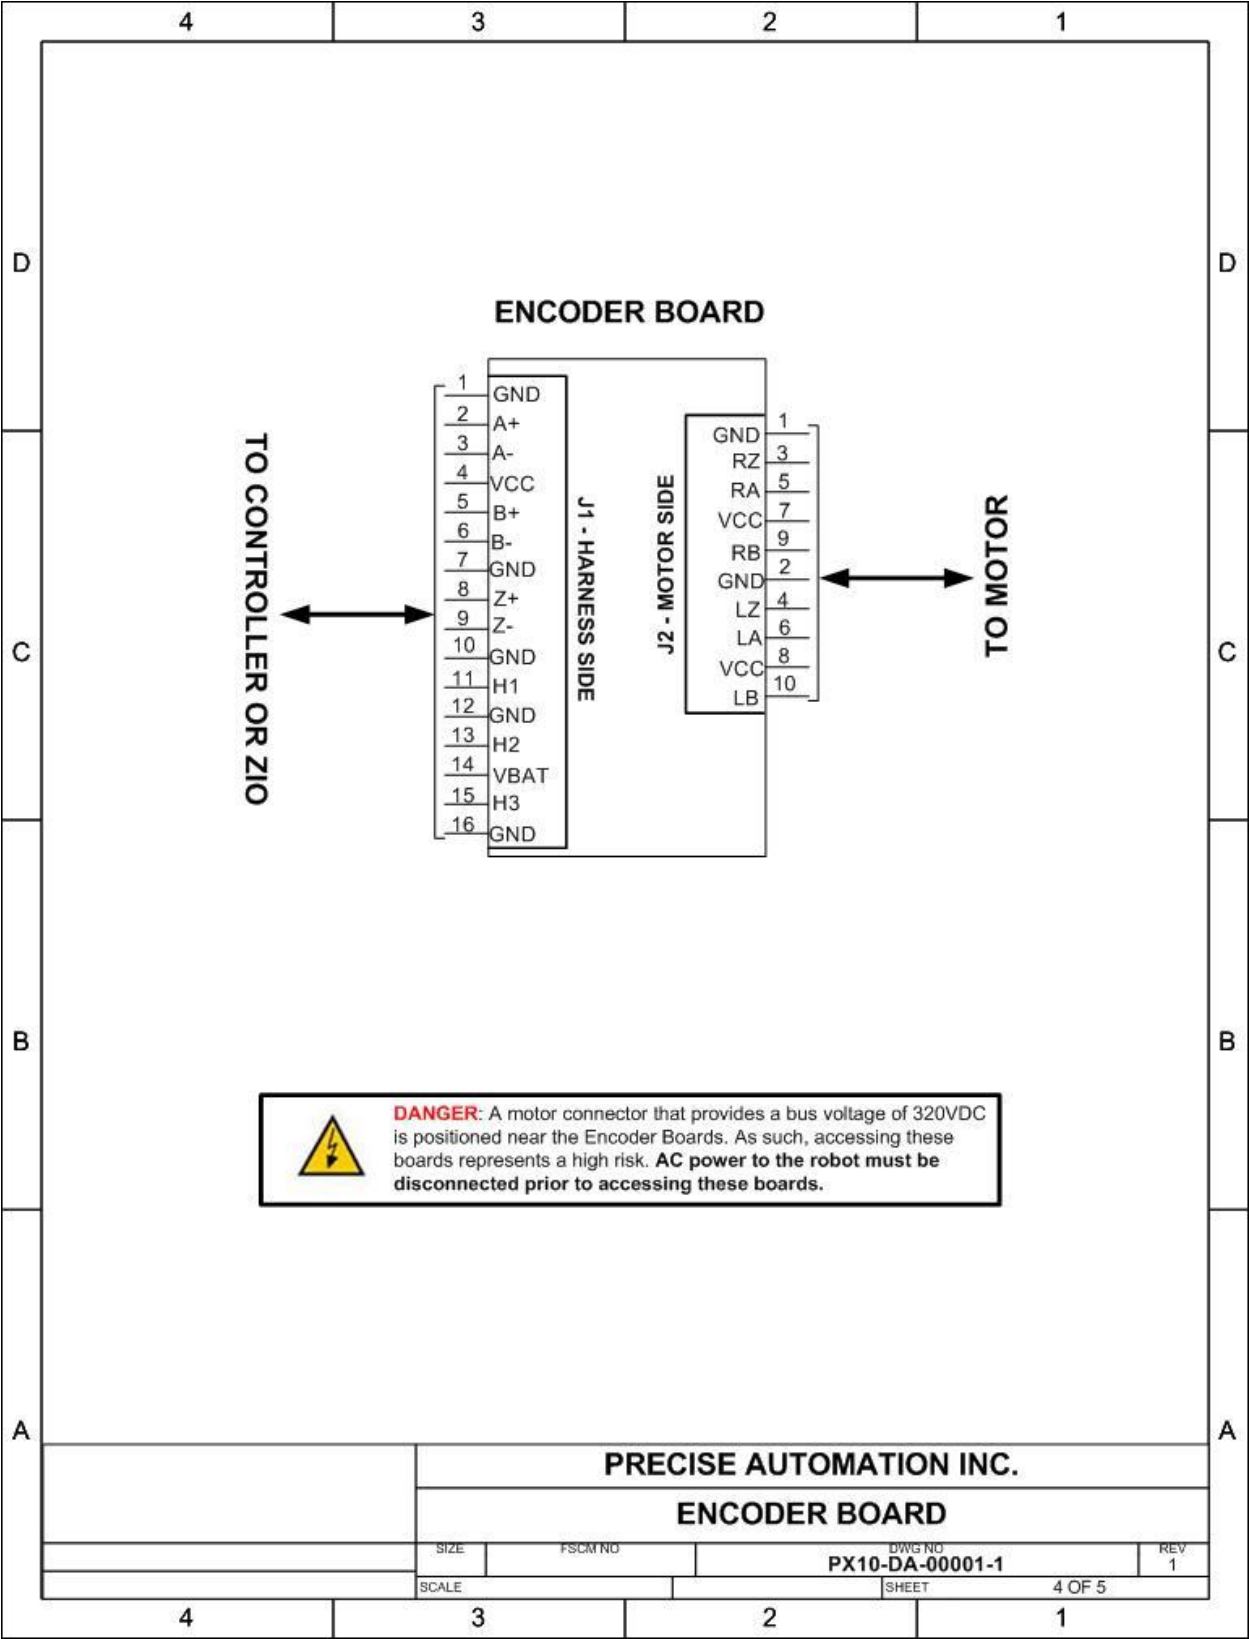 4 3 2 1
D D
ENCODER BOARD
1 GND
2 A+
3 A-
4 VCC
5 B+
6 B-
7 GND
8 Z+
9 Z-
10 GND
11 H1
12 GND
13 H2
14 VBAT
15 H3
16 GND
TO CONTROLLER OR ZIO
J1 - HARNESS SIDE
J2 - MOTOR SIDE
GND 1
RZ 3
RA 5
VCC 7
RB 9
GND 2
LZ 4
LA 6
VCC 8
LB 10
TO MOTOR
C C
B B
DANGER: A motor connector that provides a bus voltage of 320VDC
is positioned near the Encoder Boards. As such, accessing these
boards represents a high risk. AC power to the robot must be
disconnected prior to accessing these boards.
A A
PRECISE AUTOMATION INC.
ENCODER BOARD
SIZE FSCM NO DWG NO REV
PX10-DA-00001-1 1
SCALE SHEET 4 OF 5
4 3 2 1